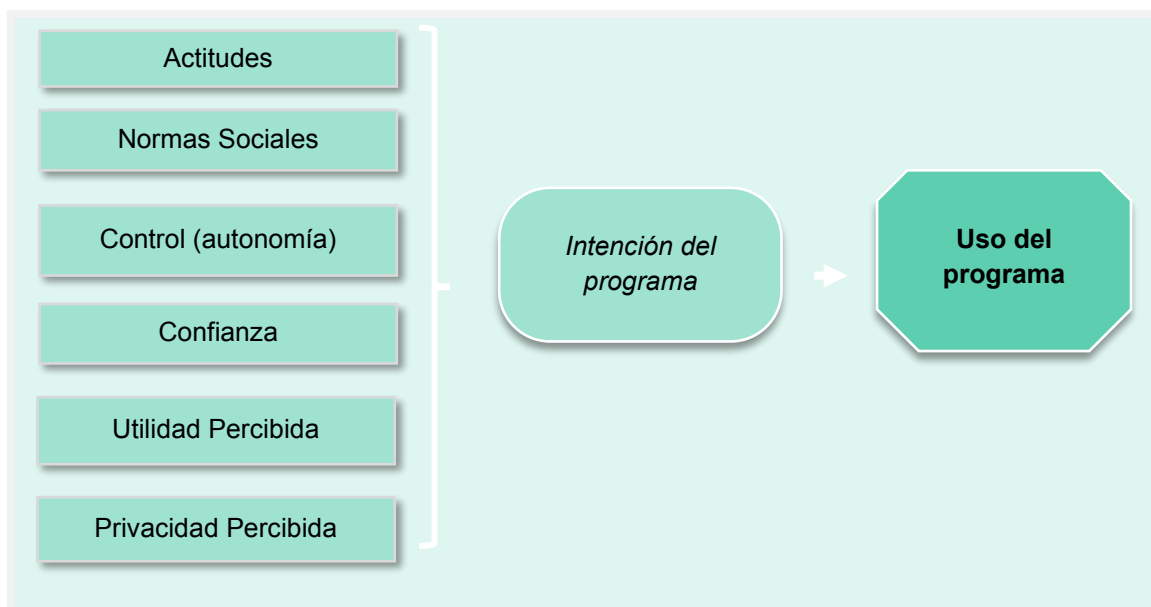 Actitudes
Normas Sociales
Control (autonomía)
Confianza
Utilidad Percibida
Privacidad Percibida
Intención del
programa
Uso del
programa